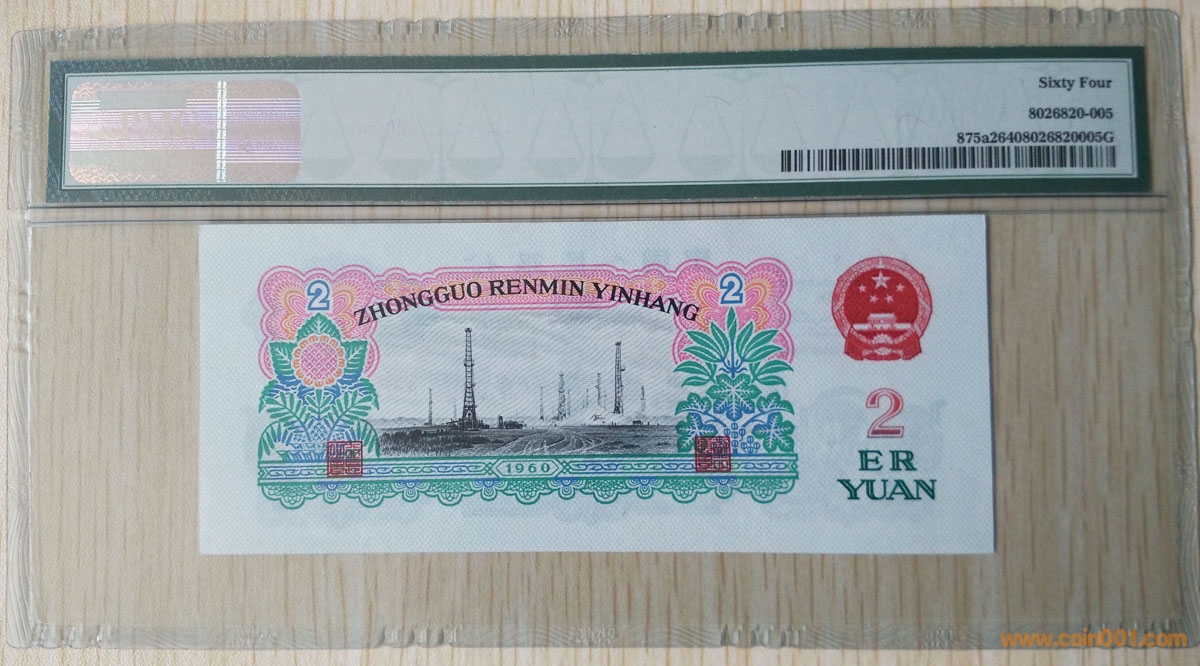 Sixty Four
8026820-005
875a26408026820005G
2
2
ZHONGGUO RENMIN YINHANG
1960
2
ER
YUAN
www.coin001.com